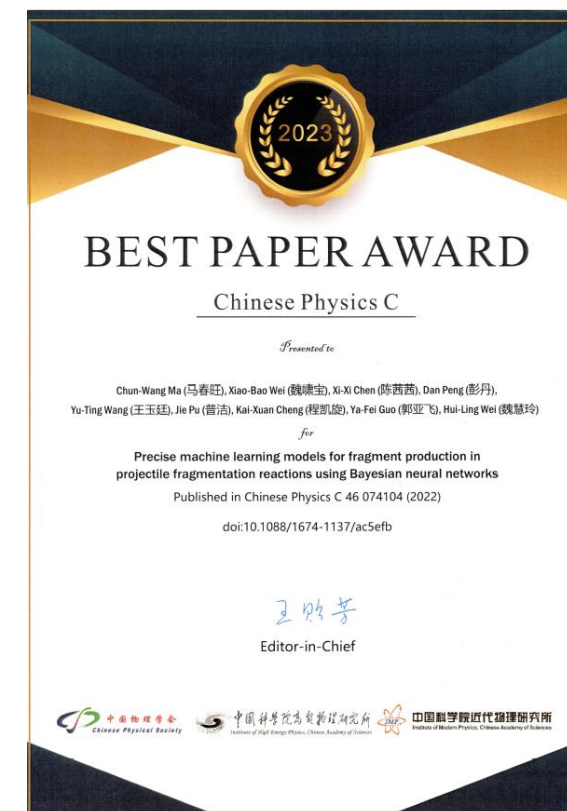 2023
BEST PAPER AWARD
Chinese Physics C
Presented to
Chun-Wang Ma (马春旺), Xiao-Bao Wei (魏啸宝), Xi-Xi Chen (陈茜茜), Dan Peng (彭丹),
Yu-Ting Wang (王玉廷), Jie Pu (普洁), Kai-Xuan Cheng (程凯旋), Ya-Fei Guo (郭亚飞), Hui-Ling Wei (魏慧玲)
for
Precise machine learning models for fragment production in
projectile fragmentation reactions using Bayesian neural networks
Published in Chinese Physics C 46 074104 (2022)
doi:10.1088/1674-1137/ac5efb
王贻芳
Editor-in-Chief
中国物理学会
Chinese Physical Society
中国科学院高能物理研究所
Institute of High Energy Physics, Chinese Academy of Sciences
IMP
中国科学院近代物理研究所
Institute of Modern Physics, Chinese Academy of Sciences